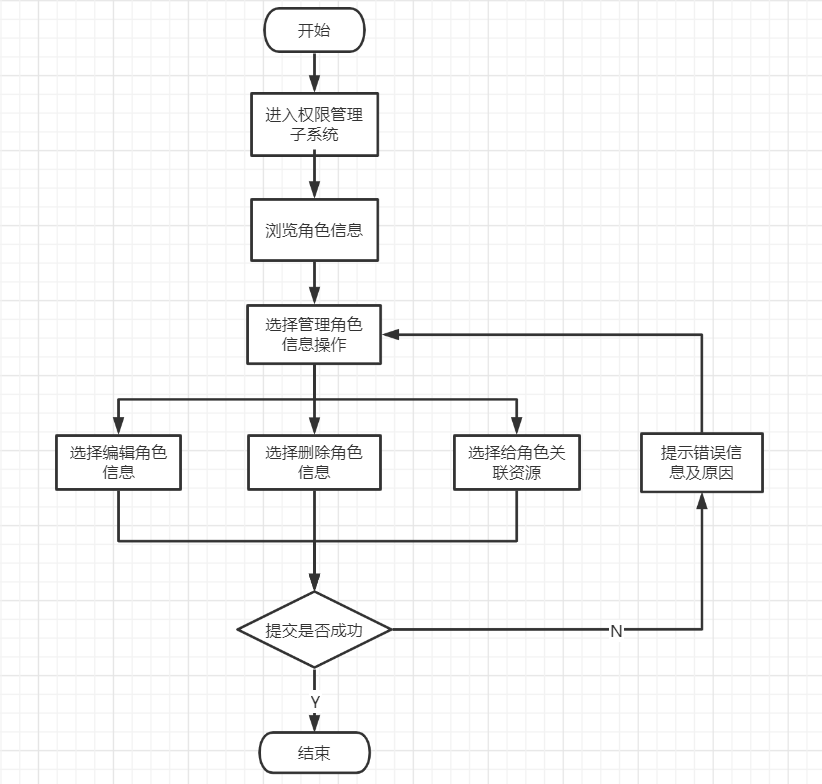 开始
进入权限管理
子系统
浏览角色信息
选择管理角色
信息操作
选择编辑角色
信息
选择删除角色
信息
选择给角色关
联资源
提示错误信
息及原因
提交是否成功
N
Y
结束